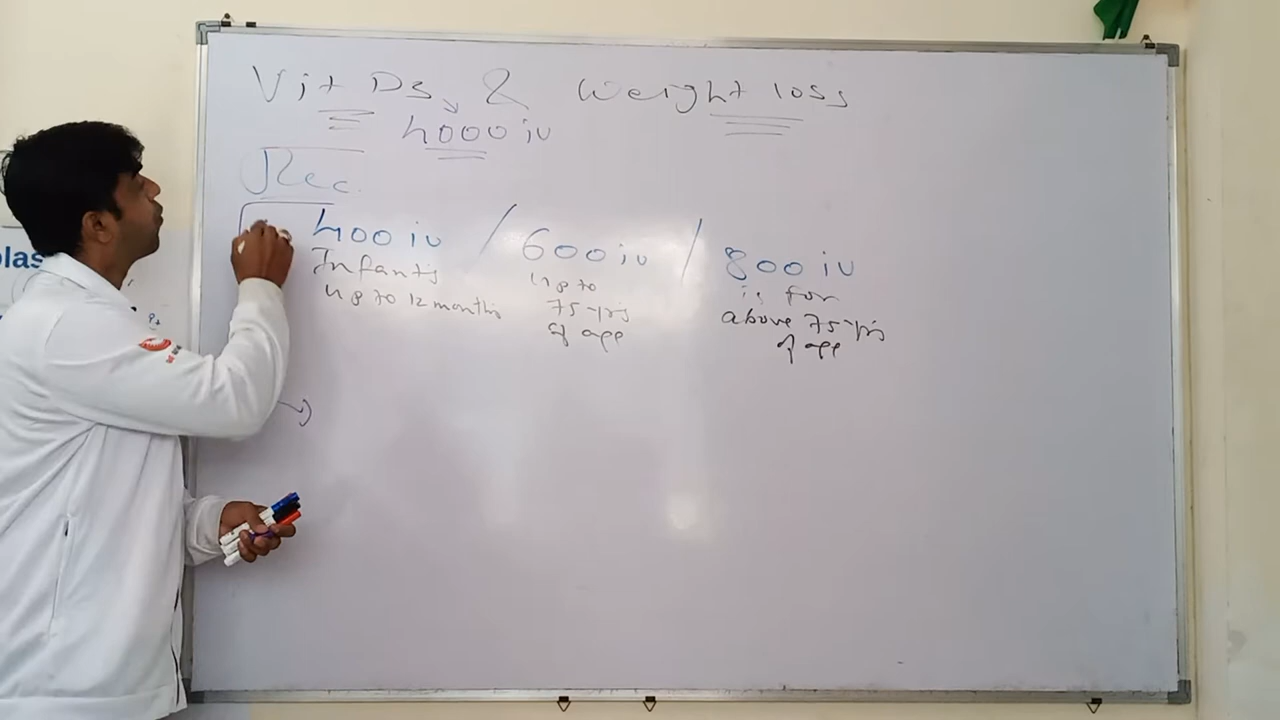 Vit D3 & Weight loss
4000 iu
Rec.
400 iu / 600 iu / 800 iu
Infants
up to 12 months
up to
75 yrs
of age
is for
above 75 yrs
of age
las